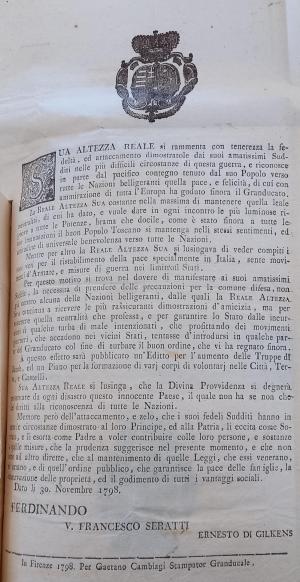 SUA ALTEZZA REALE si rammenta con tenerezza la fe-
deltà, ed attaccamento dimostratole dai suoi amatissimi Sud-
diti nelle più difficili circostanze di questa guerra, e riconosce
in parte dal pacifico contegno tenuto dal suo Popolo verso
tutte le Nazioni belligeranti quella pace, e felicità, di cui con
ammirazione di tutta l'Europa ha goduto finora il Granducato.
La REALE ALTEZZA SUA costante nella massima di mantenere quella leale
neutralità, di cui ha dato, e vuole dare in ogni incontro le più luminose ri-
prove a tutte le Potenze, brama che docile, come è stato finora a tutte le
insinuazioni il buon Popolo Toscano si mantenga nelli stessi sentimenti, ed
di universale benevolenza verso tutte le Nazioni.
Mentre per altro la REALE ALTEZZA SUA si lusingava di veder compiti i
voti per il ristabilimento della pace specialmente in Italia, sente movi-
d'Armate, e misure di guerra nei limitrofi Stati.
Per questo motivo si trova nel dovere di manifestare ai suoi amatissimi
Sudditi, la necessità di prendere delle precauzioni per la comune difesa, non
contro alcuna delle Nazioni belligeranti, dalle quali la REALE ALTEZZA
SUA continua a ricevere le più rassicuranti dimostrazioni d'amicizia, ma per
quella neutralità che professa, e per garantire lo Stato dalle incur-
di qualche turba di male intenzionati, che profittando dei movimenti
che accadono nei vicini Stati, tentasse d'introdursi in qualche par-
del Granducato col fine di turbare il buon ordine, che vi ha regnato finora.
A questo effetto sarà pubblicato un'Editto per l'aumento delle Truppe di
ed un Piano per la formazione di varj corpi di volontarj nelle Città, Ter-
e Castelli.
SUA ALTEZZA REALE si lusinga, che la Divina Provvidenza si degnerà
da ogni disastro questo innocente Paese, il quale non ha se non che
diritti alla riconoscenza di tutte le Nazioni.
Memore però dell'attaccamento, e zelo, che i suoi fedeli Sudditi hanno in
circostanze dimostrato al loro Principe, ed alla Patria, li eccita come So-
e li esorta come Padre a voler contribuire colle loro persone, e sostanze
quelle misure, che la prudenza suggerisce nel presente momento, e che non
ad altro dirette, che al mantenimento di quelle Leggi, che essi venerano,
e di quell'ordine pubblico, che garantisce la pace delle famiglie, la
conservazione delle proprietà, ed il godimento di tutti i vantaggi sociali.
Dato li 30. Novembre 1798.
FERDINANDO
V. FRANCESCO SERATTI
ERNESTO DI GILKENS
In Firenze 1798. Per Gaetano Cambiagi Stampator Granducale.